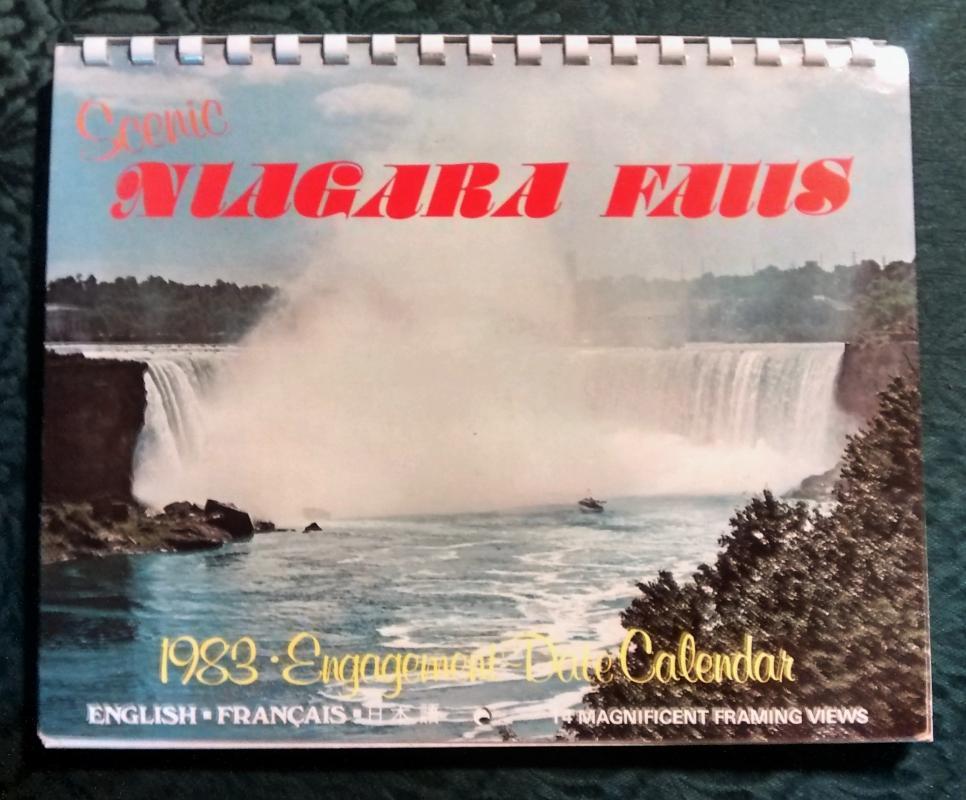 Scenic
NIAGARA FALLS
1983 · Engagement Date Calendar
ENGLISH ▪ FRANÇAIS ▪ 日本語
14 MAGNIFICENT FRAMING VIEWS